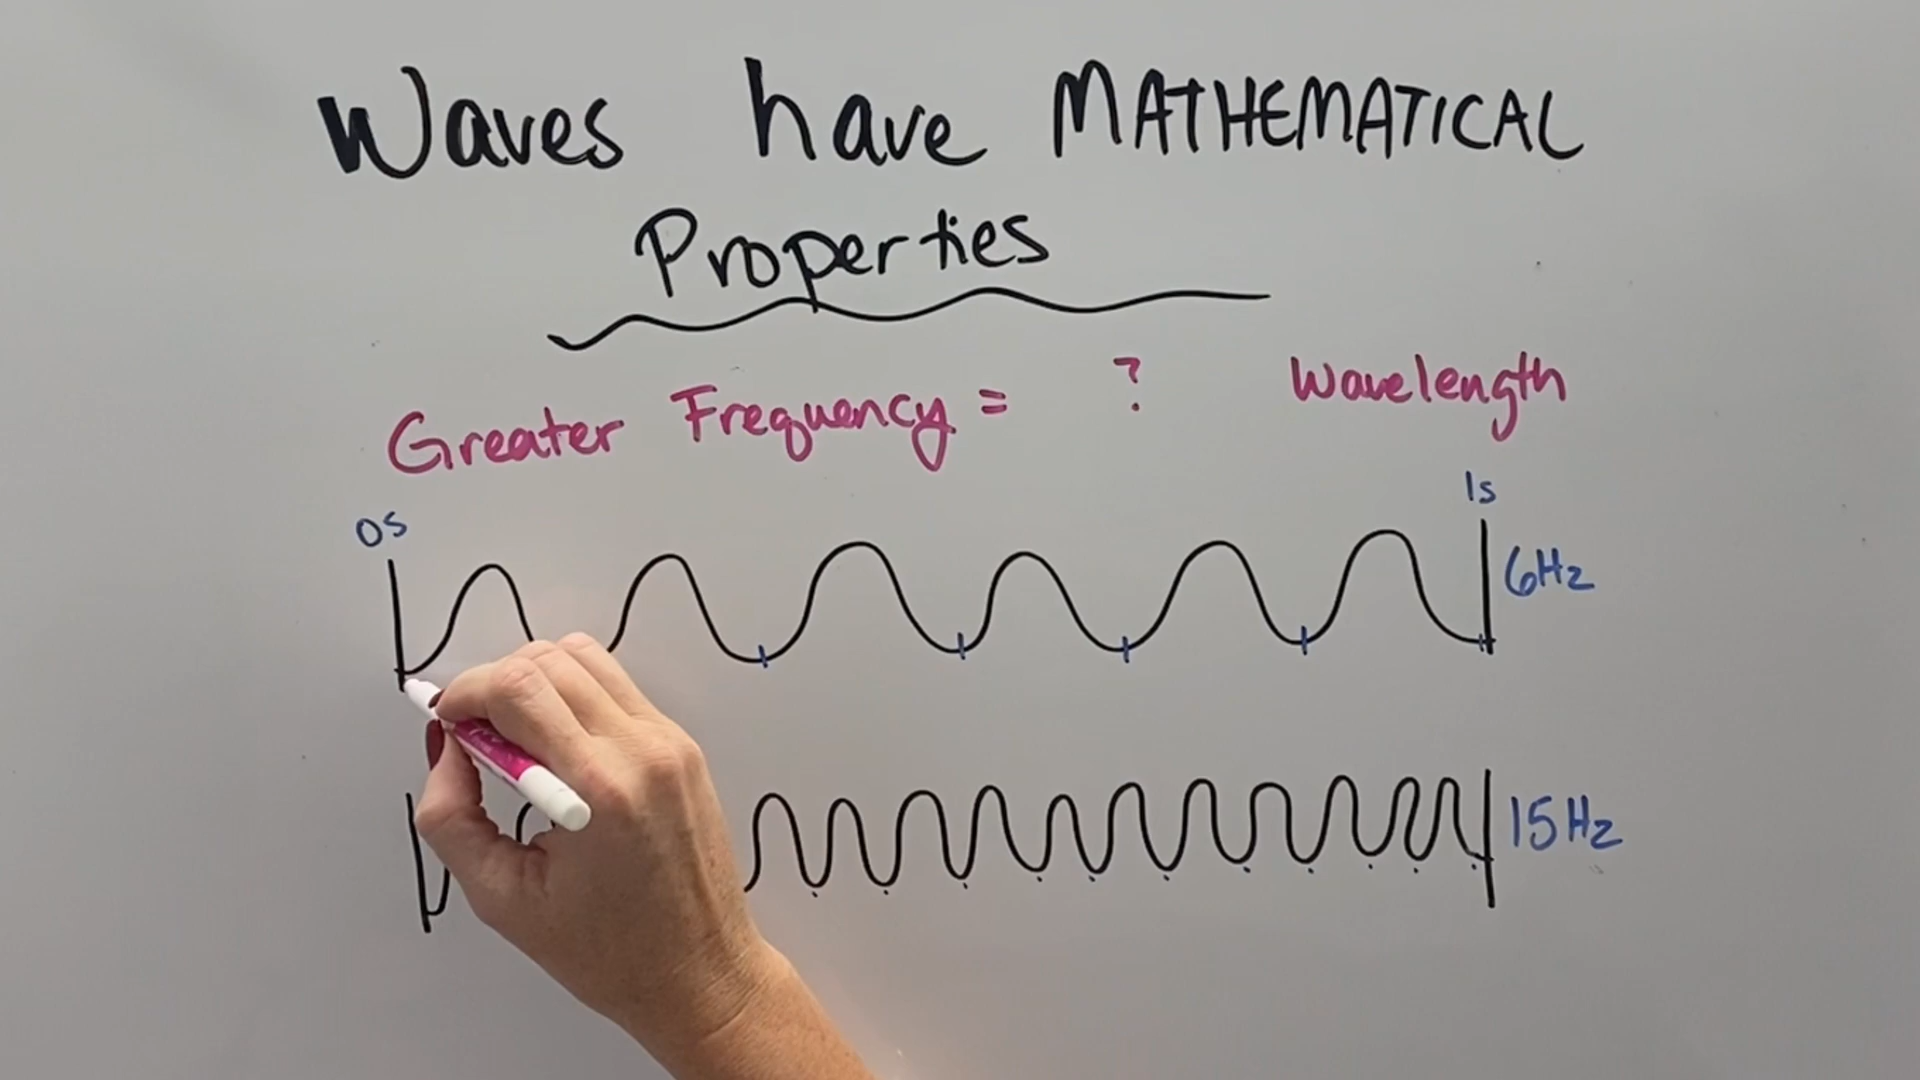 Waves have MATHEMATICAL
Properties
Greater Frequency = ? Wavelength
0s 1s
6Hz
15Hz